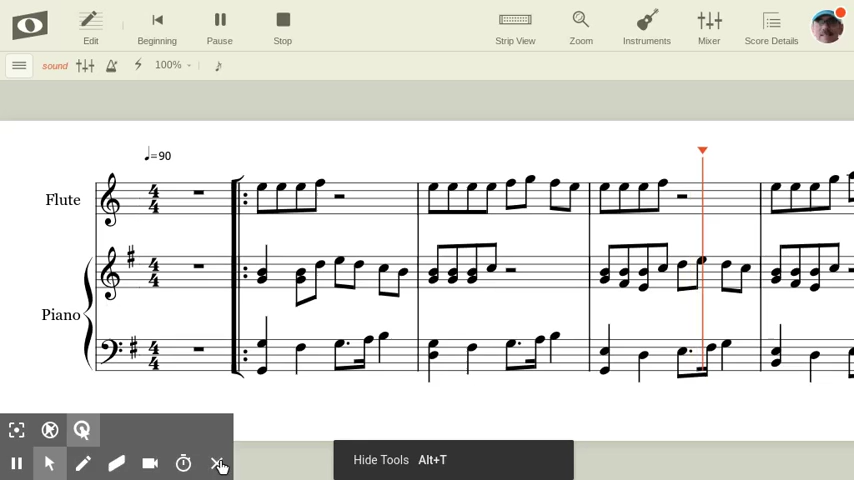 Edit Beginning Pause Stop Strip View Zoom Instruments Mixer Score Details
sound 100%
=90
Flute
Piano
Hide Tools Alt+T